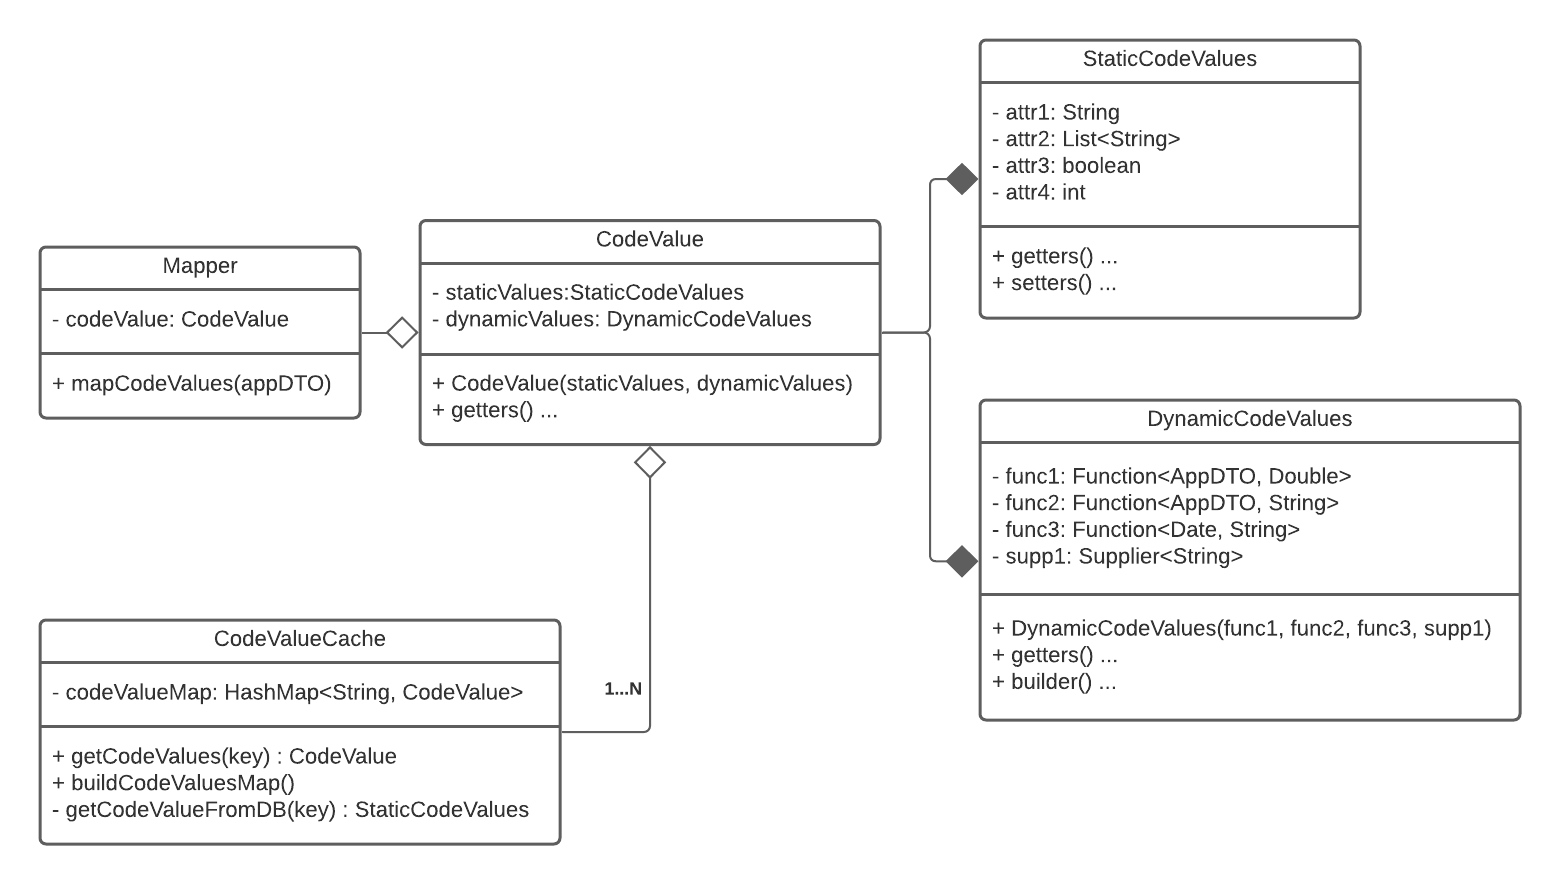 StaticCodeValues
- attr1: String
- attr2: List<String>
- attr3: boolean
- attr4: int
+ getters() ...
+ setters() ...
CodeValue
- staticValues:StaticCodeValues
- dynamicValues: DynamicCodeValues
+ CodeValue(staticValues, dynamicValues)
+ getters() ...
Mapper
- codeValue: CodeValue
+ mapCodeValues(appDTO)
DynamicCodeValues
- func1: Function<AppDTO, Double>
- func2: Function<AppDTO, String>
- func3: Function<Date, String>
- supp1: Supplier<String>
+ DynamicCodeValues(func1, func2, func3, supp1)
+ getters() ...
+ builder() ...
CodeValueCache
- codeValueMap: HashMap<String, CodeValue>
+ getCodeValues(key) : CodeValue
+ buildCodeValuesMap()
- getCodeValueFromDB(key) : StaticCodeValues
1...N